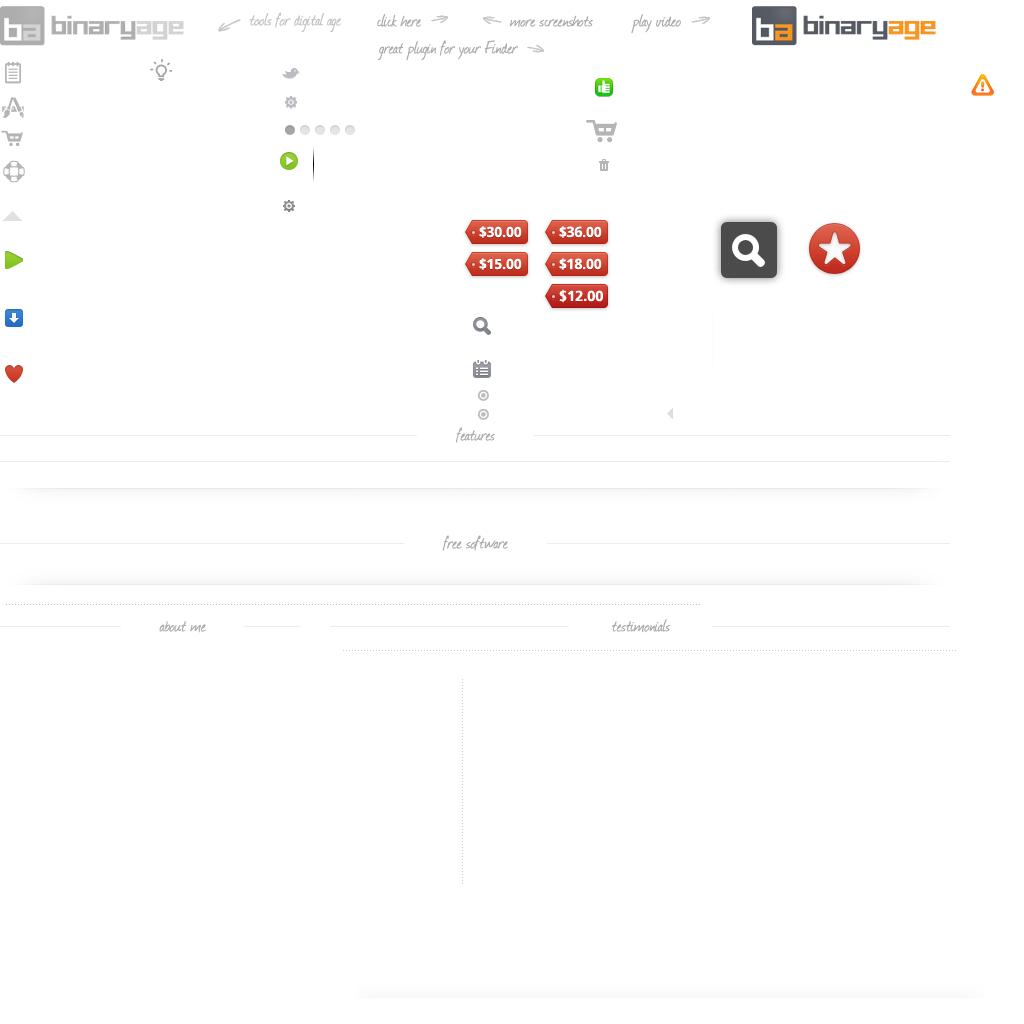 binaryage
tools for digital age
click here
more screenshots
play video
binaryage
great plugin for your Finder
$30.00
$36.00
$15.00
$18.00
$12.00
features
free software
about me
testimonials